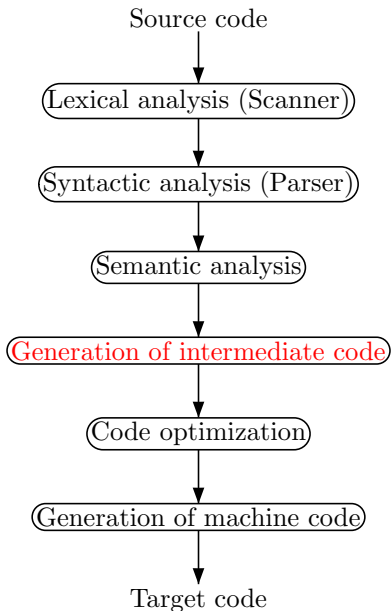 Source code
Lexical analysis (Scanner)
Syntactic analysis (Parser)
Semantic analysis
Generation of intermediate code
Code optimization
Generation of machine code
Target code